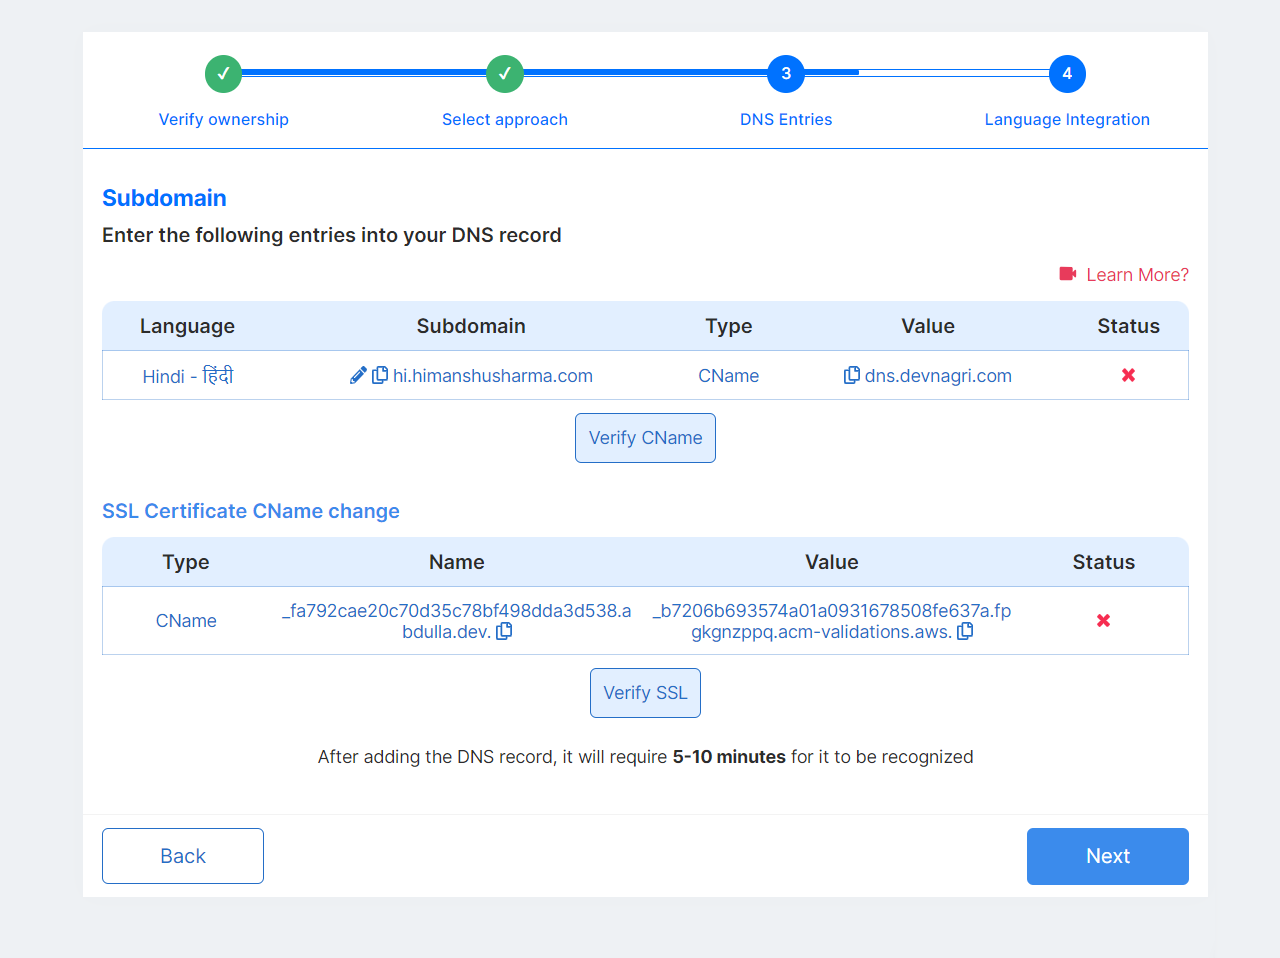 3
4
Verify ownership
Select approach
DNS Entries
Language Integration
Subdomain
Enter the following entries into your DNS record
Learn More?
Language Subdomain Type Value Status
Hindi - हिंदी hi.himanshusharma.com CName dns.devnagri.com
Verify CName
SSL Certificate CName change
Type Name Value Status
CName
_fa792cae20c70d35c78bf498dda3d538.a
bdulla.dev.
_b7206b693574a01a0931678508fe637a.fp
gkgnzppq.acm-validations.aws.
Verify SSL
After adding the DNS record, it will require 5-10 minutes for it to be recognized
Back
Next